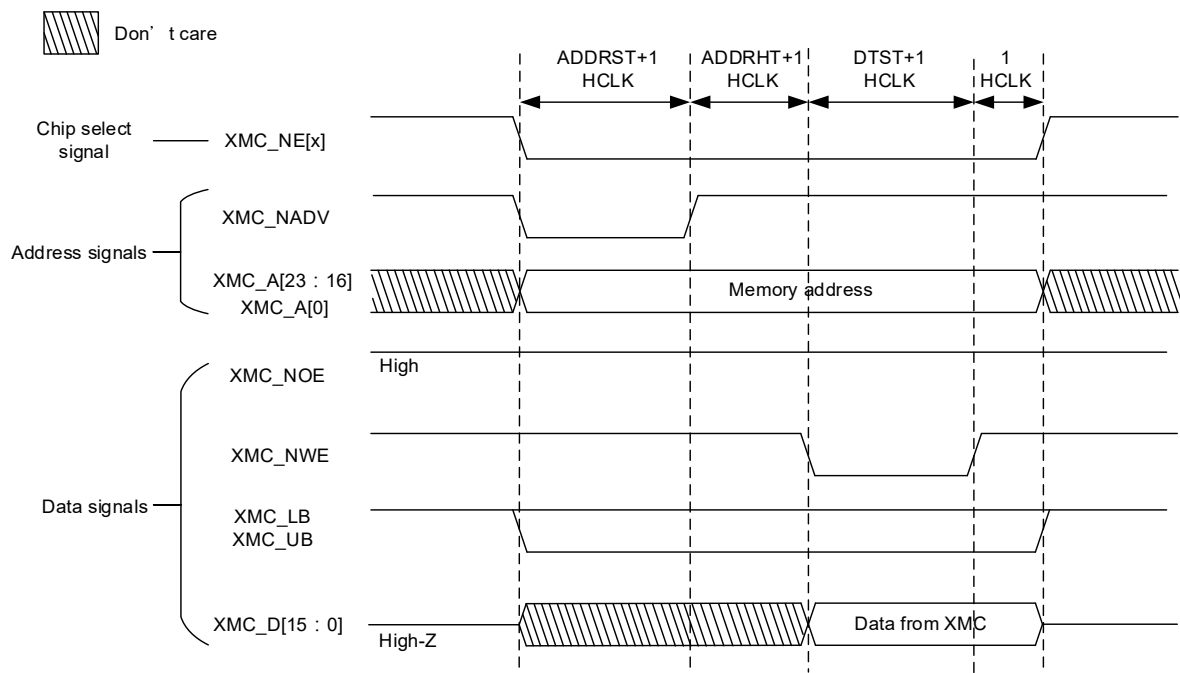 Don’ t care
ADDRST+1
HCLK
ADDRHT+1
HCLK
DTST+1
HCLK
1
HCLK
Chip select
signal
XMC_NE[x]
XMC_NADV
Address signals
XMC_A[23 : 16]
XMC_A[0]
Memory address
High
XMC_NOE
XMC_NWE
Data signals
XMC_LB
XMC_UB
XMC_D[15 : 0]
High-Z
Data from XMC